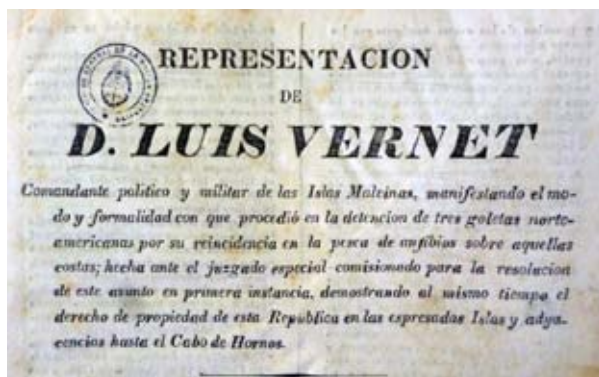 REPRESENTACION
DE
D. LUIS VERNET
Comandante politico y militar de las Islas Malvinas, manifestando el mo-
do y formalidad con que procedió en la detencion de tres goletas norte-
americanas por su reincidencia en la pesca de anfibios sobre aquellas
costas; hecha ante el juzgado especial comisionado para la resolucion
de este asunto en primera instancia, demostrando al mismo tiempo el
derecho de propiedad de esta Republica en las espresadas Islas y adya-
cencias hasta el Cabo de Hornos.